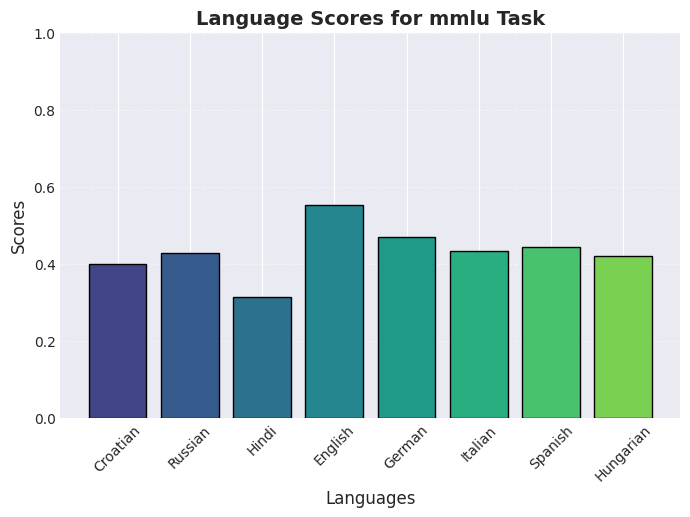 Language Scores for mmlu Task
1.0
0.8
0.6
0.4
0.2
0.0
Scores
Croatian
Russian
Hindi
English
German
Italian
Spanish
Hungarian
Languages